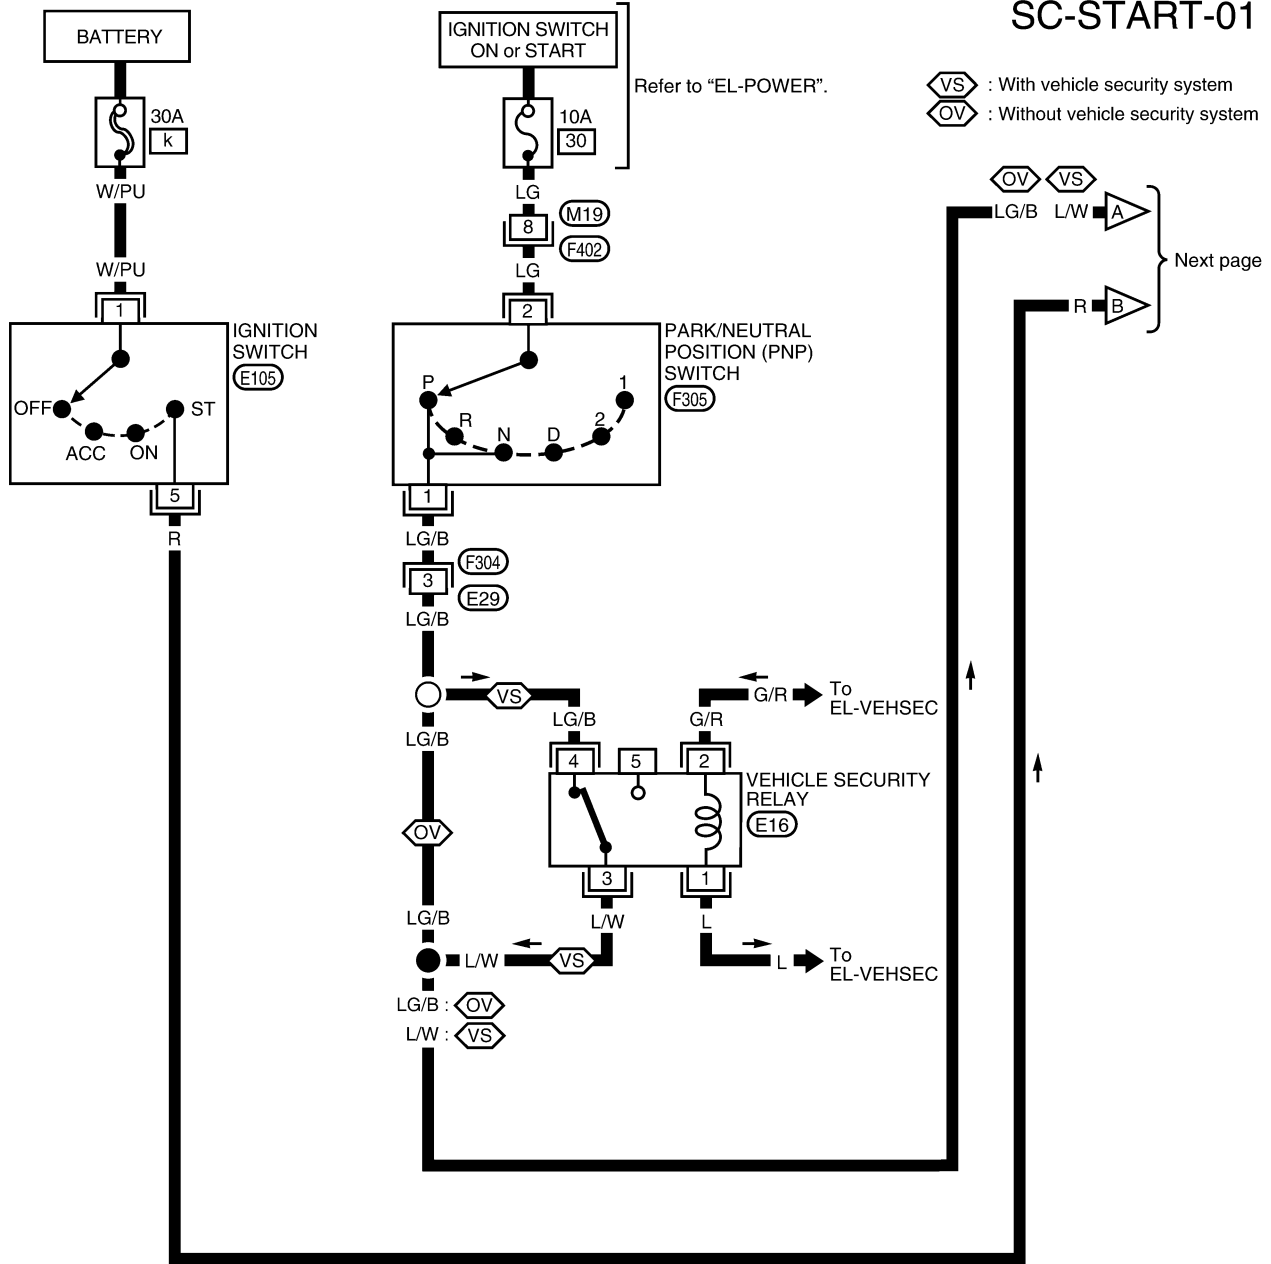 SC-START-01
BATTERY
IGNITION SWITCH
ON or START
Refer to “EL-POWER”.
VS : With vehicle security system
OV : Without vehicle security system
30A
k
10A
30
W/PU
LG
OV VS
LG/B L/W A
M19
8
F402
W/PU
LG
Next page
R B
1
2
IGNITION
SWITCH
E105
PARK/NEUTRAL
POSITION (PNP)
SWITCH
F305
OFF
ST
ACC
ON
P
R
N
D
2
1
5
R
1
LG/B
F304
3
E29
LG/B
VS
G/R
To
EL-VEHSEC
LG/B
G/R
LG/B
4
5
2
VEHICLE SECURITY
RELAY
E16
OV
3
1
LG/B
L/W
L
L/W
VS
L
To
EL-VEHSEC
LG/B : OV
L/W : VS